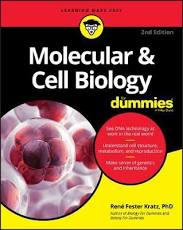 LEARNING MADE EASY
2nd Edition
Molecular &
Cell Biology
for
dummies
A Wiley Brand
See DNA technology at
work in the real world
Understand cell structure,
metabolism, and reproduction
Make sense of genetics
and inheritance
René Fester Kratz, PhD
Author of Biology For Dummies and
Botany For Dummies